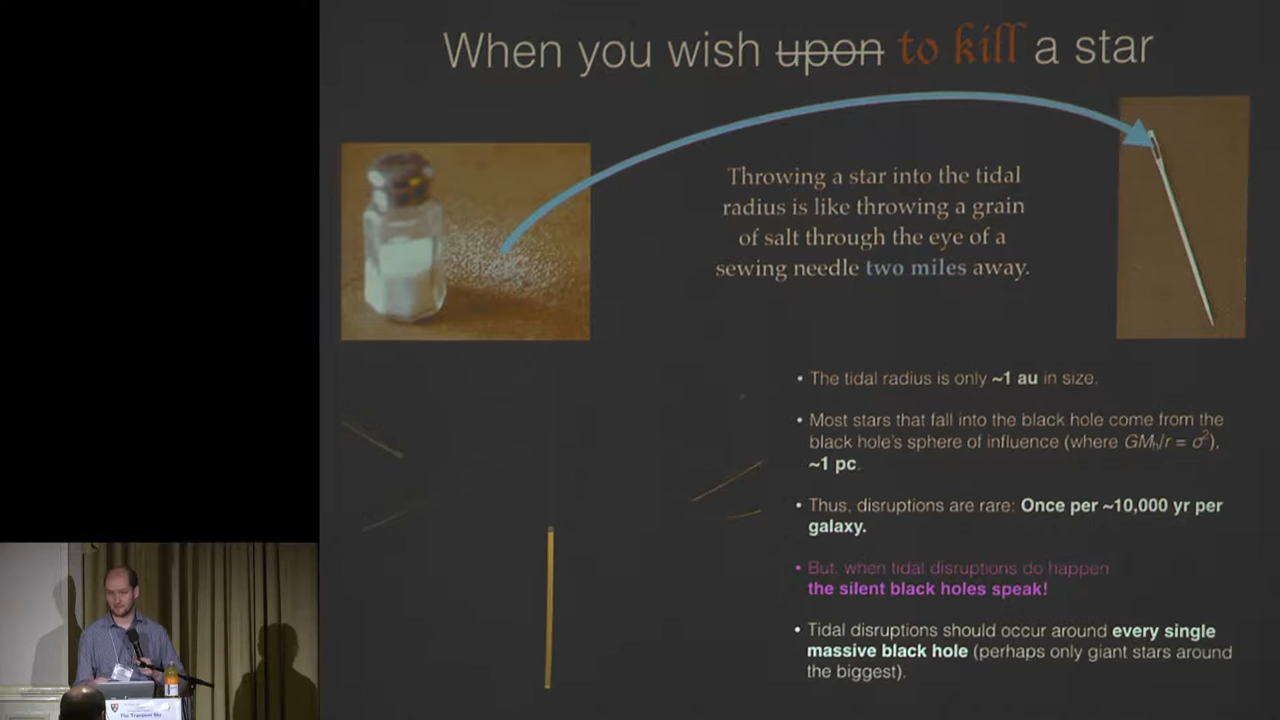 When you wish upon to kill a star
Throwing a star into the tidal
radius is like throwing a grain
of salt through the eye of a
sewing needle two miles away.
• The tidal radius is only ~1 au in size.
• Most stars that fall into the black hole come from the
black hole's sphere of influence (where GMₕ/r = σ²),
~1 pc.
• Thus, disruptions are rare: Once per ~10,000 yr per
galaxy.
• But, when tidal disruptions do happen
the silent black holes speak!
• Tidal disruptions should occur around every single
massive black hole (perhaps only giant stars around
the biggest).
The Transient Sky